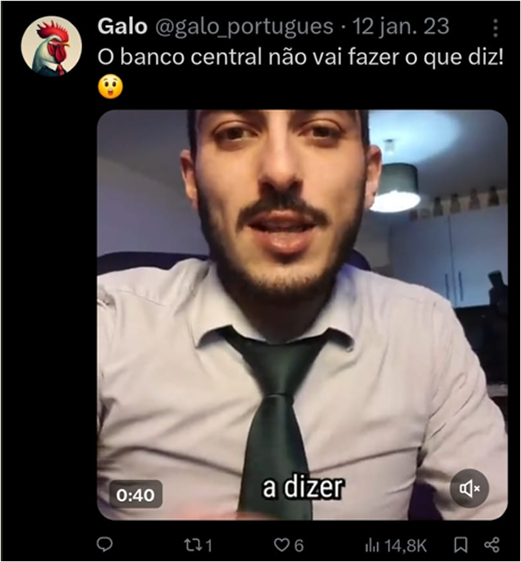 Galo @galo_portugues · 12 jan. 23
O banco central não vai fazer o que diz!
a dizer
0:40
1 6 14,8K